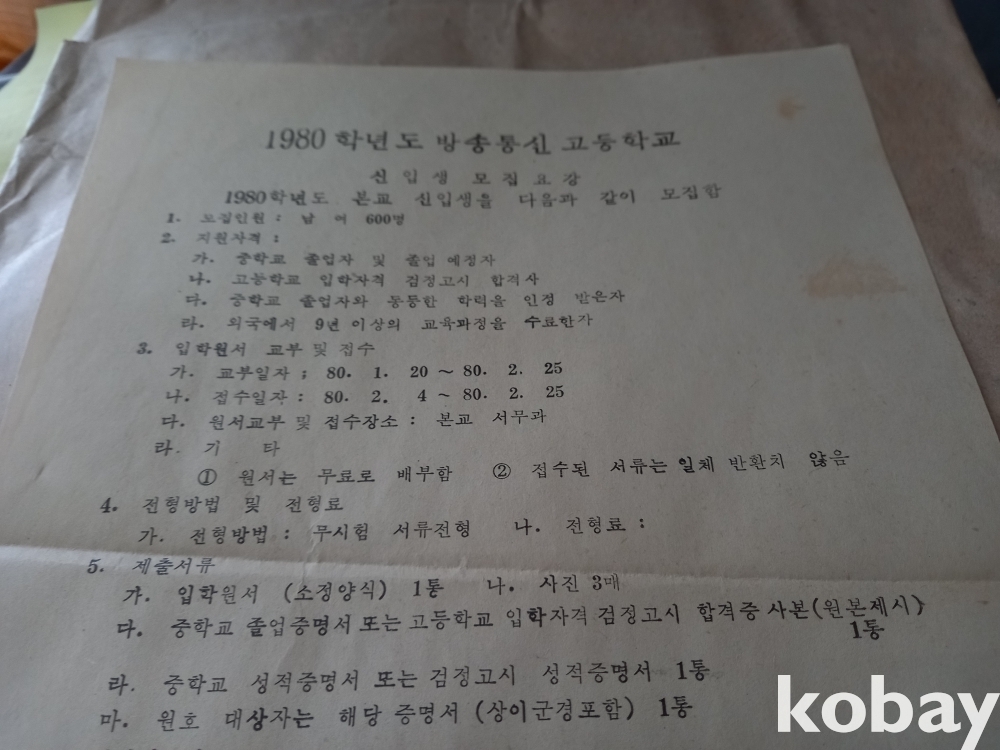 1980 학년도 방송통신 고등학교
신입생 모집요강
1980학년도 본교 신입생을 다음과 같이 모집함
1. 모집인원 : 남 여 600명
2. 지원자격 :
가. 중학교 졸업자 및 졸업 예정자
나. 고등학교 입학자격 검정고시 합격자
다. 중학교 졸업자와 동등한 학력을 인정 받은자
라. 외국에서 9년 이상의 교육과정을 수료한자
3. 입학원서 교부 및 접수
가. 교부일자 ; 80. 1. 20 ~ 80. 2. 25
나. 접수일자 : 80. 2. 4 ~ 80. 2. 25
다. 원서교부 및 접수장소 : 본교 서무과
라. 기 타
① 원서는 무료로 배부함 ② 접수된 서류는 일체 반환치 않음
4. 전형방법 및 전형료
가. 전형방법 : 무시험 서류전형 나. 전형료 :
5. 제출서류
가. 입학원서 (소정양식) 1통 나. 사진 3매
다. 중학교 졸업증명서 또는 고등학교 입학자격 검정고시 합격증 사본(원본제시)
1통
라. 중학교 성적증명서 또는 검정고시 성적증명서 1통
마. 원호 대상자는 해당 증명서 (상이군경포함) 1통
kobay